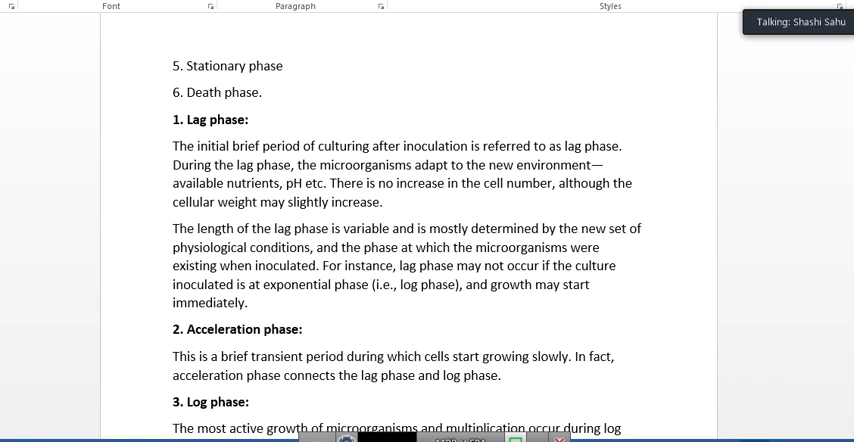 Font Paragraph Styles
Talking: Shashi Sahu
5. Stationary phase
6. Death phase.
1. Lag phase:
The initial brief period of culturing after inoculation is referred to as lag phase.
During the lag phase, the microorganisms adapt to the new environment—
available nutrients, pH etc. There is no increase in the cell number, although the
cellular weight may slightly increase.
The length of the lag phase is variable and is mostly determined by the new set of
physiological conditions, and the phase at which the microorganisms were
existing when inoculated. For instance, lag phase may not occur if the culture
inoculated is at exponential phase (i.e., log phase), and growth may start
immediately.
2. Acceleration phase:
This is a brief transient period during which cells start growing slowly. In fact,
acceleration phase connects the lag phase and log phase.
3. Log phase:
The most active growth of microorganisms and multiplication occur during log